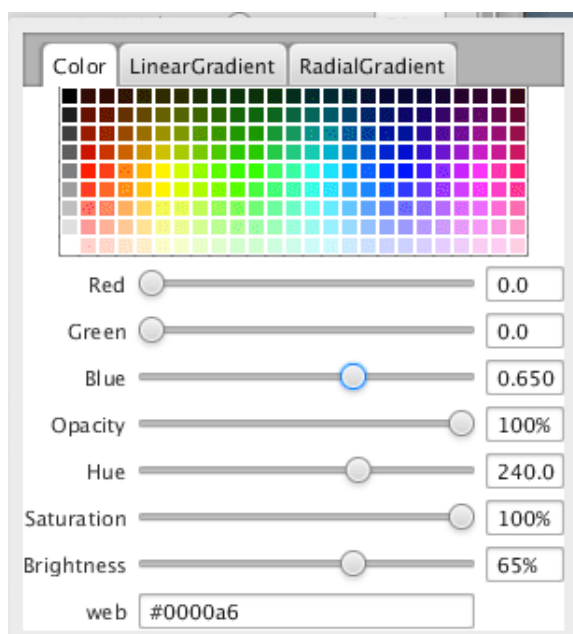 Color LinearGradient RadialGradient
Red 0.0
Green 0.0
Blue 0.650
Opacity 100%
Hue 240.0
Saturation 100%
Brightness 65%
web #0000a6